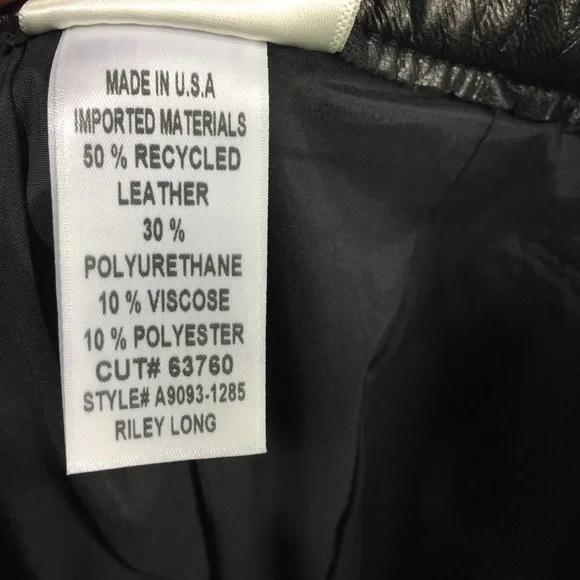 MADE IN U.S.A
IMPORTED MATERIALS
50 % RECYCLED
LEATHER
30 %
POLYURETHANE
10 % VISCOSE
10 % POLYESTER
CUT# 63760
STYLE# A9093-1285
RILEY LONG